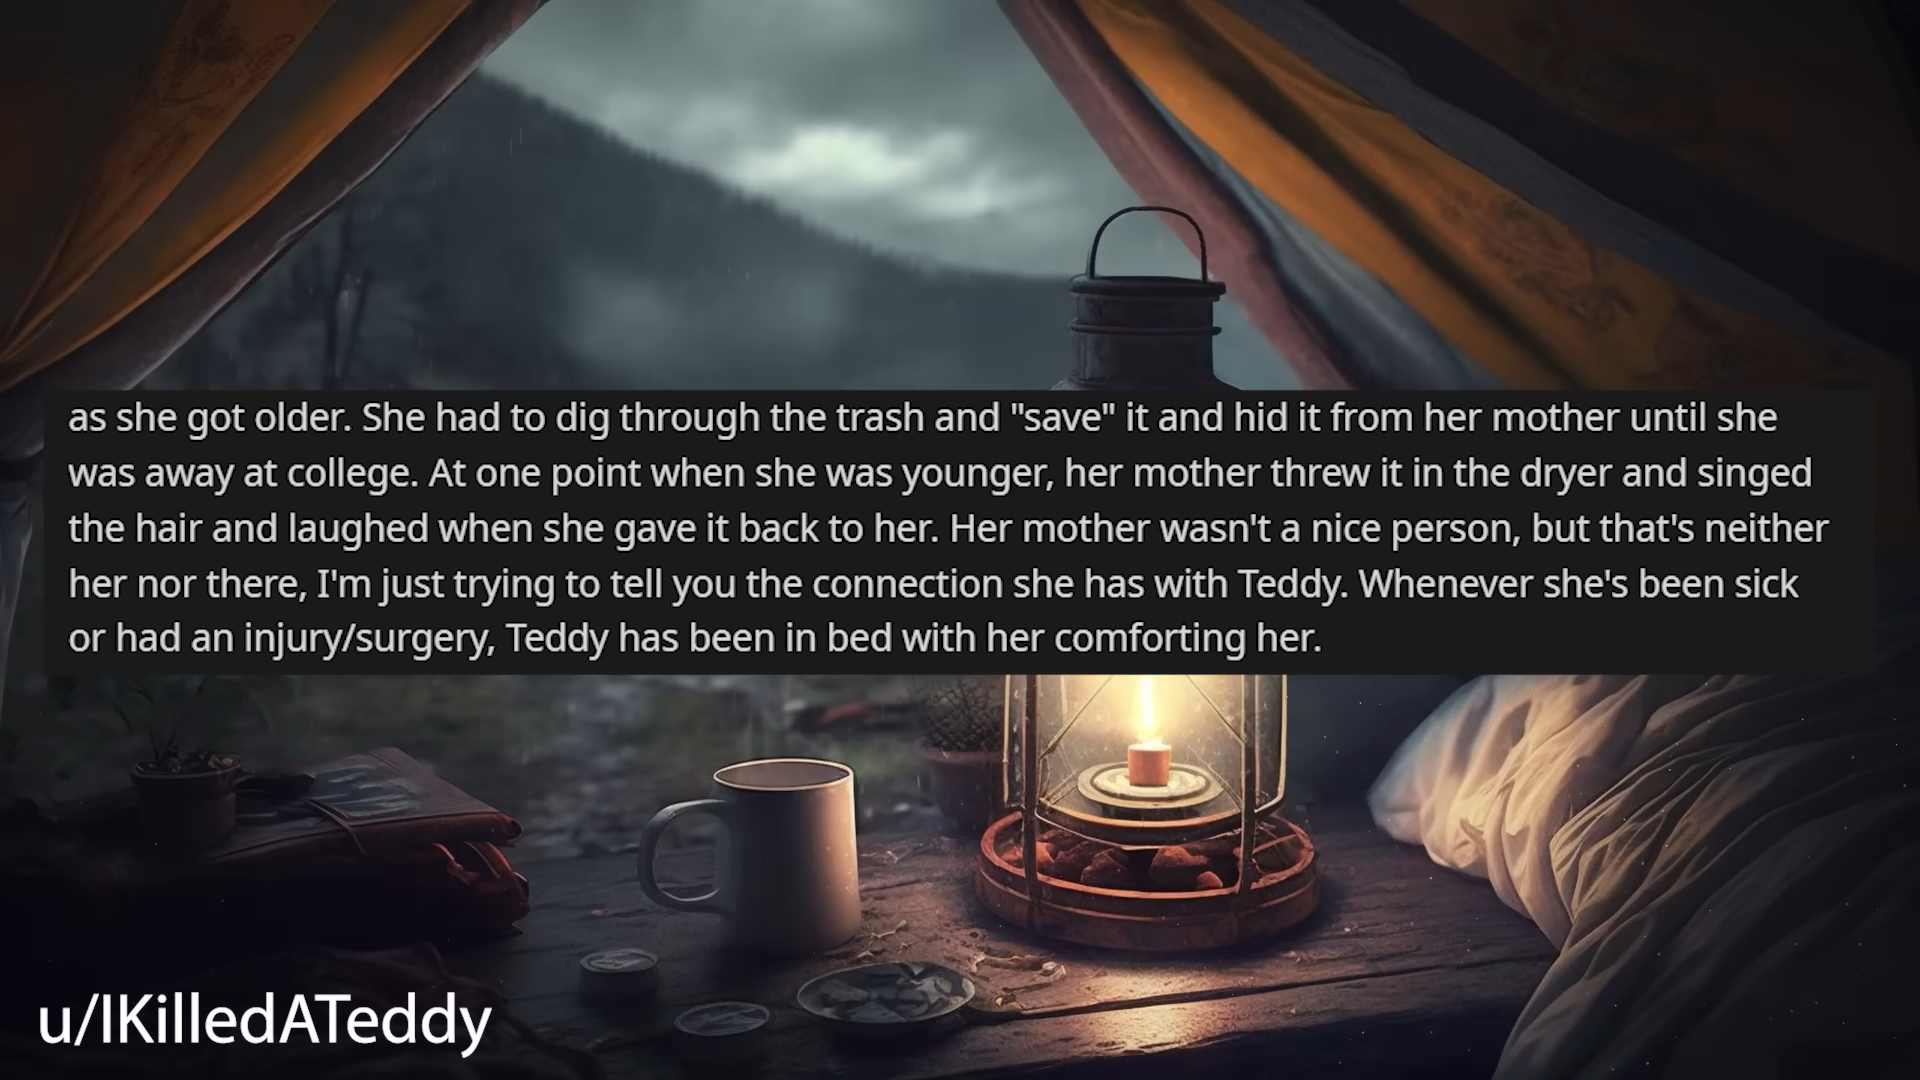 as she got older. She had to dig through the trash and "save" it and hid it from her mother until she
was away at college. At one point when she was younger, her mother threw it in the dryer and singed
the hair and laughed when she gave it back to her. Her mother wasn't a nice person, but that's neither
her nor there, I'm just trying to tell you the connection she has with Teddy. Whenever she's been sick
or had an injury/surgery, Teddy has been in bed with her comforting her.
u/IKilledATeddy